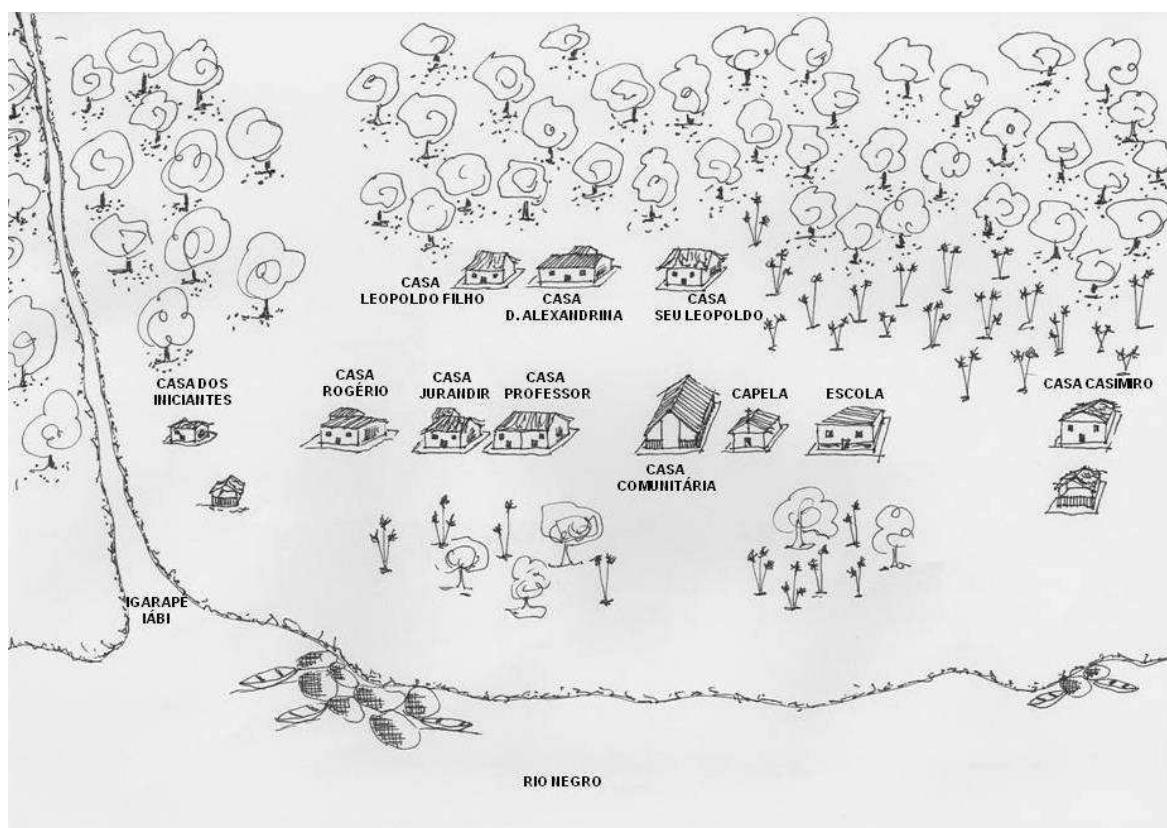 CASA
LEOPOLDO FILHO
CASA
D. ALEXANDRINA
CASA
SEU LEOPOLDO
CASA DOS
INICIANTES
CASA
ROGÉRIO
CASA
JURANDIR
CASA
PROFESSOR
CAPELA
ESCOLA
CASA CASIMIRO
CASA
COMUNITÁRIA
IGARAPÉ
IÁBI
RIO NEGRO